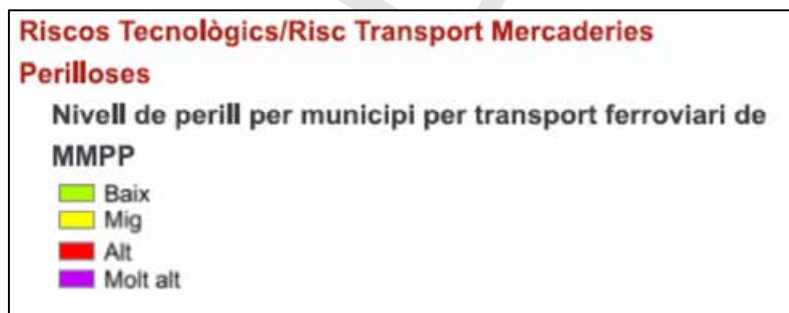 Riscos Tecnològics/Risc Transport Mercaderies
Perilloses
Nivell de perill per municipi per transport ferroviari de
MMPP
Baix
Mig
Alt
Molt alt